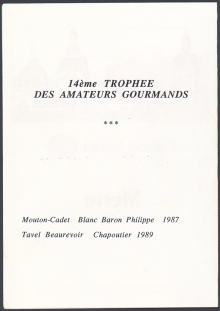 14ème TROPHEE
DES AMATEURS GOURMANDS
***
Mouton-Cadet Blanc Baron Philippe 1987
Tavel Beaurevoir Chapoutier 1989